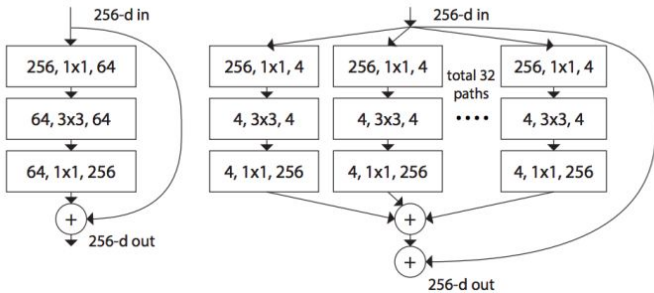 256-d in
256, 1x1, 64
64, 3x3, 64
64, 1x1, 256
+
256-d out
256-d in
256, 1x1, 4
256, 1x1, 4
total 32
paths
256, 1x1, 4
4, 3x3, 4
4, 3x3, 4
....
4, 3x3, 4
4, 1x1, 256
4, 1x1, 256
4, 1x1, 256
+
+
256-d out